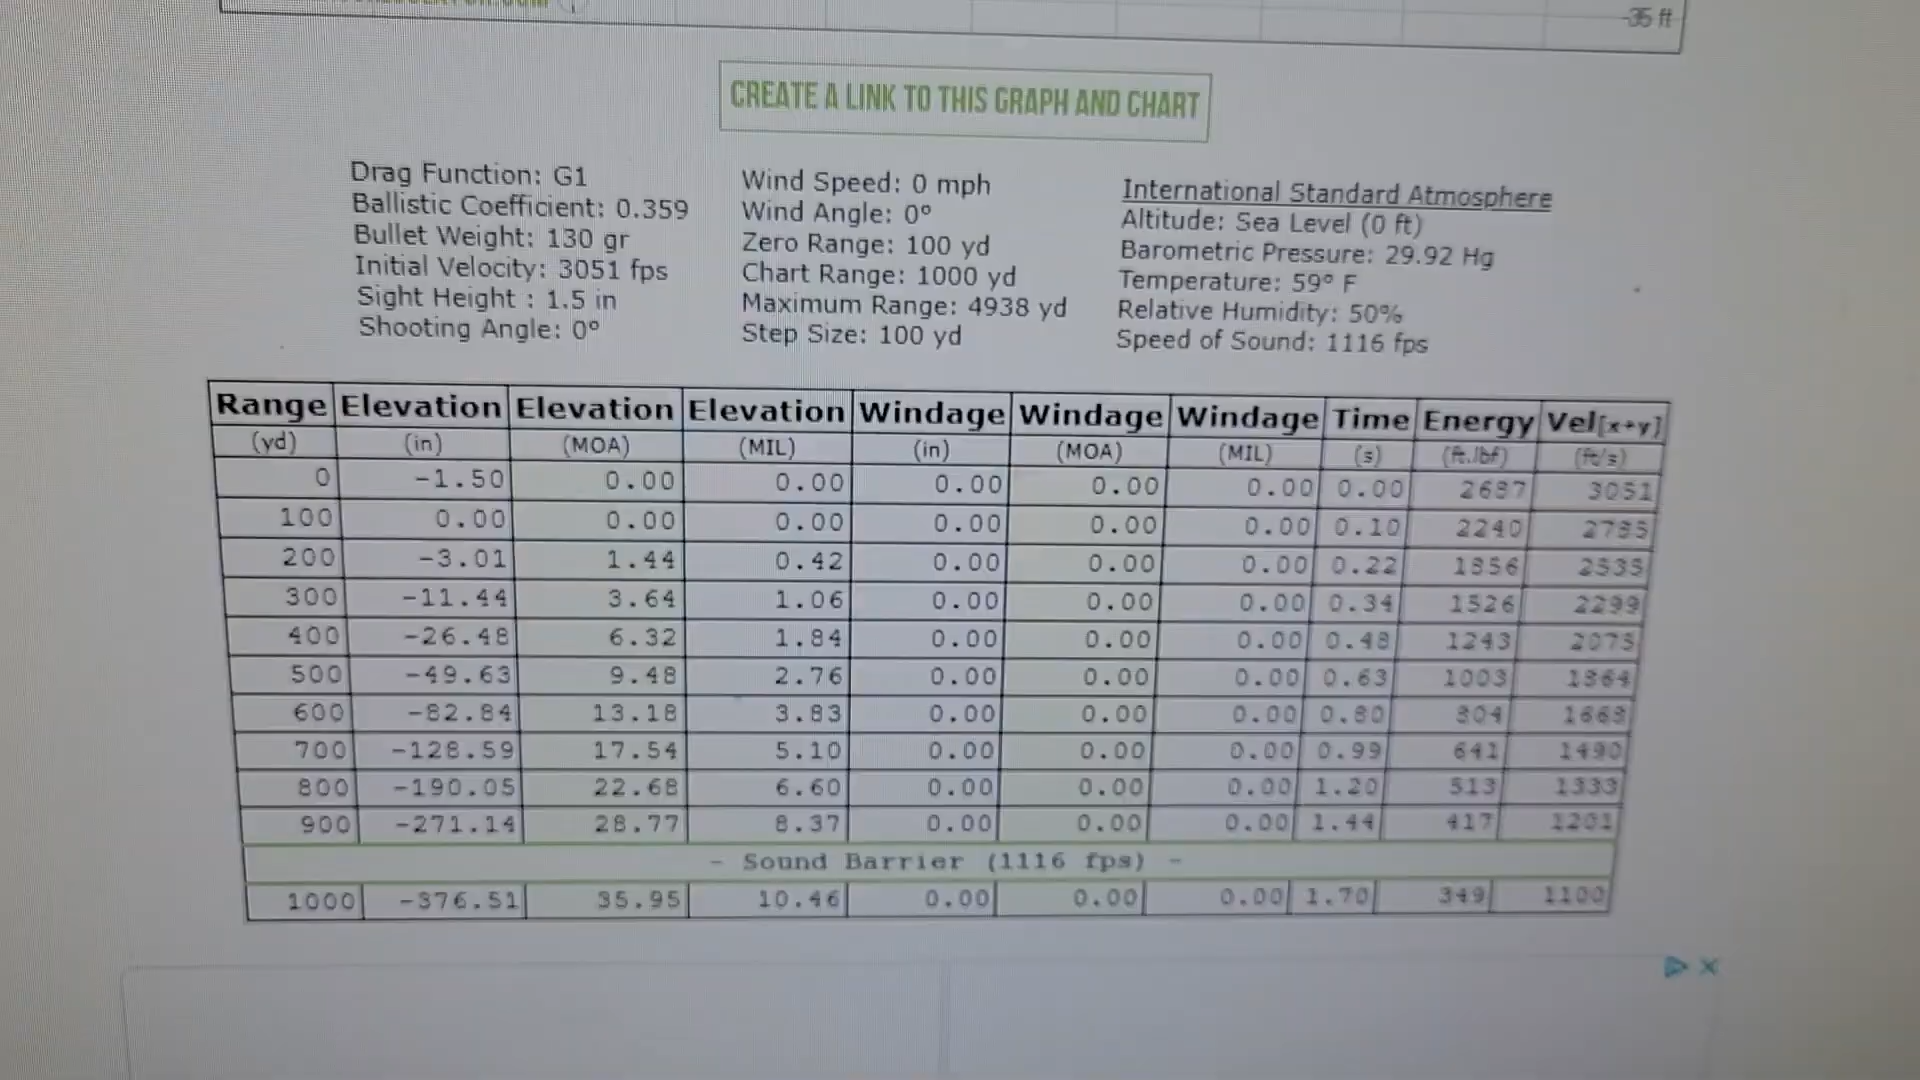 -35 ft
CREATE A LINK TO THIS GRAPH AND CHART
Drag Function: G1
Ballistic Coefficient: 0.359
Bullet Weight: 130 gr
Initial Velocity: 3051 fps
Sight Height : 1.5 in
Shooting Angle: 0°
Wind Speed: 0 mph
Wind Angle: 0°
Zero Range: 100 yd
Chart Range: 1000 yd
Maximum Range: 4938 yd
Step Size: 100 yd
International Standard Atmosphere
Altitude: Sea Level (0 ft)
Barometric Pressure: 29.92 Hg
Temperature: 59° F
Relative Humidity: 50%
Speed of Sound: 1116 fps
Range Elevation Elevation Elevation Windage Windage Windage Time Energy Vel[x+y]
(yd) (in) (MOA) (MIL) (in) (MOA) (MIL) (s) (ft.lbf) (ft/s)
0 -1.50 0.00 0.00 0.00 0.00 0.00 0.00 2687 3051
100 0.00 0.00 0.00 0.00 0.00 0.00 0.10 2240 2785
200 -3.01 1.44 0.42 0.00 0.00 0.00 0.22 1856 2535
300 -11.44 3.64 1.06 0.00 0.00 0.00 0.34 1526 2299
400 -26.48 6.32 1.84 0.00 0.00 0.00 0.48 1243 2075
500 -49.63 9.48 2.76 0.00 0.00 0.00 0.63 1003 1864
600 -82.84 13.18 3.83 0.00 0.00 0.00 0.80 804 1668
700 -128.59 17.54 5.10 0.00 0.00 0.00 0.99 641 1490
800 -190.05 22.68 6.60 0.00 0.00 0.00 1.20 513 1333
900 -271.14 28.77 8.37 0.00 0.00 0.00 1.44 417 1201
- Sound Barrier (1116 fps) -
1000 -376.51 35.95 10.46 0.00 0.00 0.00 1.70 349 1100